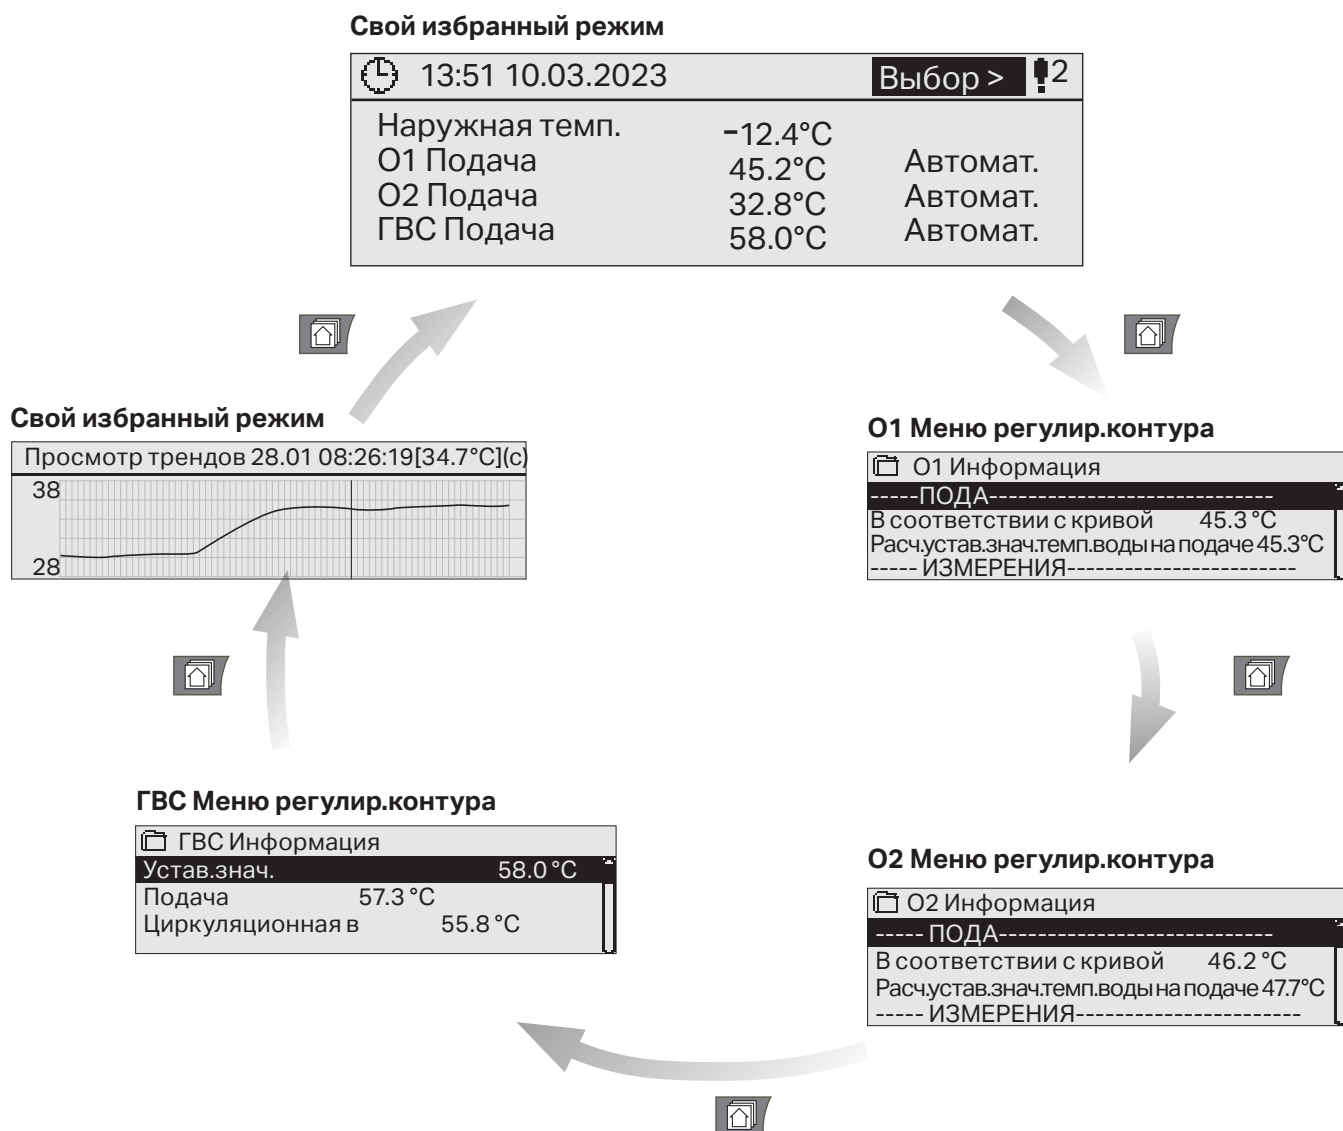 Свой избранный режим
13:51 10.03.2023 Выбор > 2
Наружная темп. -12.4°C
О1 Подача 45.2°C Автомат.
О2 Подача 32.8°C Автомат.
ГВС Подача 58.0°C Автомат.
Свой избранный режим
Просмотр трендов 28.01 08:26:19[34.7°C](c)
38
28
О1 Меню регулир.контура
О1 Информация
-----ПОДА-----------------------------
В соответствии с кривой 45.3 °C
Расч.устав.знач.темп.воды на подаче 45.3°C
----- ИЗМЕРЕНИЯ------------------------
ГВС Меню регулир.контура
ГВС Информация
Устав.знач. 58.0 °C
Подача 57.3 °C
Циркуляционная в 55.8 °C
О2 Меню регулир.контура
О2 Информация
----- ПОДА----------------------------
В соответствии с кривой 46.2 °C
Расч.устав.знач.темп.воды на подаче 47.7°C
----- ИЗМЕРЕНИЯ-----------------------